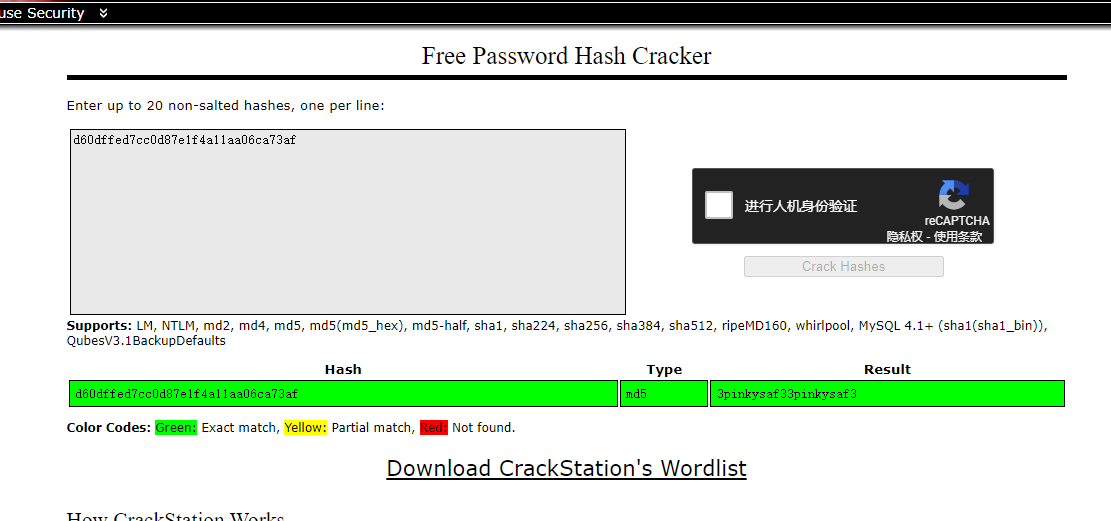 use Security
Free Password Hash Cracker
Enter up to 20 non-salted hashes, one per line:
d60dffed7cc0d87e1f4a11aa06ca73af
进行人机身份验证
reCAPTCHA
隐私权 - 使用条款
Crack Hashes
Supports: LM, NTLM, md2, md4, md5, md5(md5_hex), md5-half, sha1, sha224, sha256, sha384, sha512, ripeMD160, whirlpool, MySQL 4.1+ (sha1(sha1_bin)),
QubesV3.1BackupDefaults
Hash Type Result
d60dffed7cc0d87e1f4a11aa06ca73af md5 3pinkysaf33pinkysaf3
Color Codes: Green: Exact match, Yellow: Partial match, Red: Not found.
Download CrackStation's Wordlist
How CrackStation Works